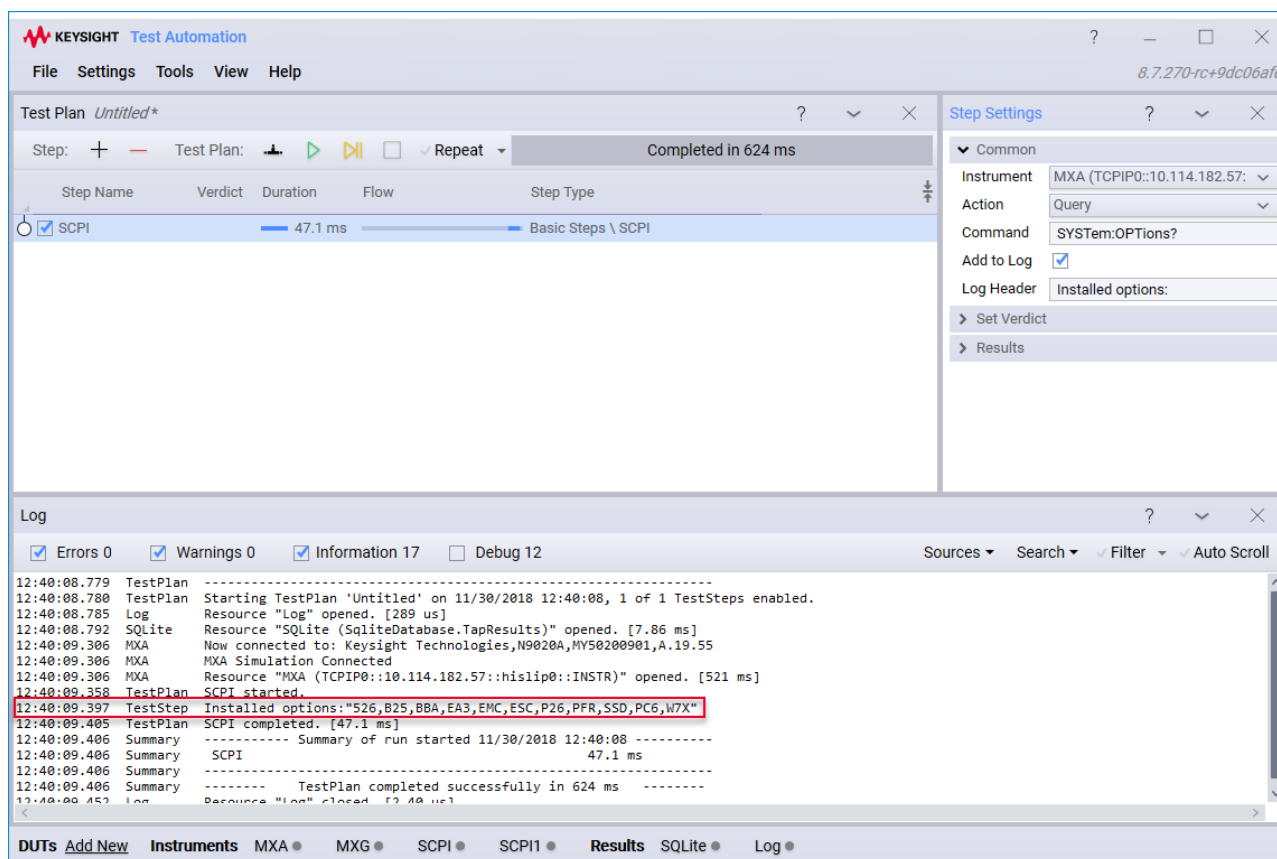 KEYSIGHT Test Automation ?
File Settings Tools View Help 8.7.270-rc+9dc06af
Test Plan Untitled* ?
Step: Test Plan: Repeat Completed in 624 ms
Step Name Verdict Duration Flow Step Type
SCPI 47.1 ms Basic Steps \ SCPI
Step Settings ?
Common
Instrument MXA (TCPIP0::10.114.182.57:
Action Query
Command SYSTem:OPTions?
Add to Log
Log Header Installed options:
Set Verdict
Results
Log ?
Errors 0 Warnings 0 Information 17 Debug 12 Sources Search Filter Auto Scroll
12:40:08.779 TestPlan -----------------------------------------------------------------
12:40:08.780 TestPlan Starting TestPlan 'Untitled' on 11/30/2018 12:40:08, 1 of 1 TestSteps enabled.
12:40:08.785 Log Resource "Log" opened. [289 us]
12:40:08.792 SQLite Resource "SQLite (SqliteDatabase.TapResults)" opened. [7.86 ms]
12:40:09.306 MXA Now connected to: Keysight Technologies,N9020A,MY50200901,A.19.55
12:40:09.306 MXA MXA Simulation Connected
12:40:09.306 MXA Resource "MXA (TCPIP0::10.114.182.57::hislip0::INSTR)" opened. [521 ms]
12:40:09.358 TestPlan SCPI started.
12:40:09.397 TestStep Installed options:"526,B25,BBA,EA3,EMC,ESC,P26,PFR,SSD,PC6,W7X"
12:40:09.405 TestPlan SCPI completed. [47.1 ms]
12:40:09.406 Summary ----------- Summary of run started 11/30/2018 12:40:08 ----------
12:40:09.406 Summary SCPI 47.1 ms
12:40:09.406 Summary -----------------------------------------------------------------
12:40:09.406 Summary -------- TestPlan completed successfully in 624 ms --------
12:40:09.452 Log Resource "Log" closed. [2.40 us]
DUTs Add New Instruments MXA MXG SCPI SCPI1 Results SQLite Log